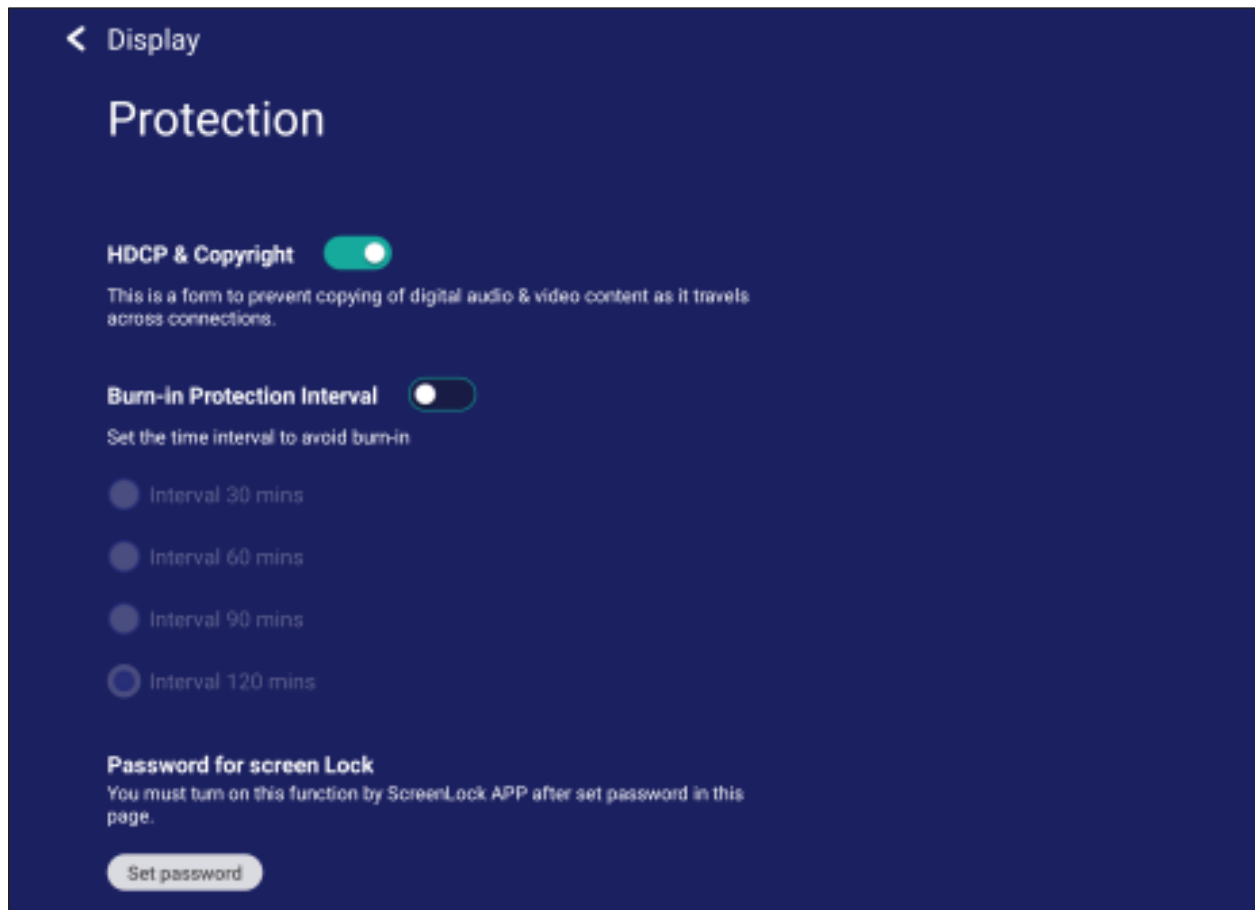 Display
Protection
HDCP & Copyright
This is a form to prevent copying of digital audio & video content as it travels
across connections.
Burn-in Protection Interval
Set the time interval to avoid burn-in
Interval 30 mins
Interval 60 mins
Interval 90 mins
Interval 120 mins
Password for screen Lock
You must turn on this function by ScreenLock APP after set password in this
page.
Set password